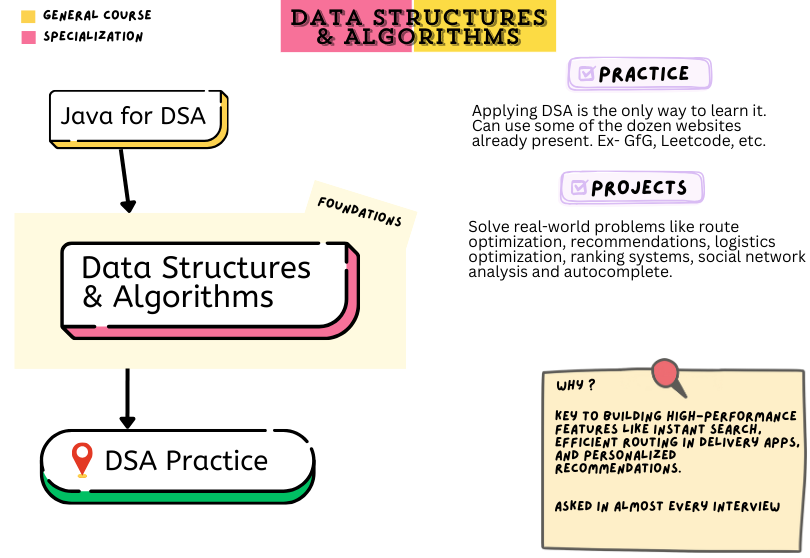 GENERAL COURSE
SPECIALIZATION
DATA STRUCTURES
& ALGORITHMS
Java for DSA
FOUNDATIONS
Data Structures
& Algorithms
DSA Practice
PRACTICE
Applying DSA is the only way to learn it.
Can use some of the dozen websites
already present. Ex- GfG, Leetcode, etc.
PROJECTS
Solve real-world problems like route
optimization, recommendations, logistics
optimization, ranking systems, social network
analysis and autocomplete.
WHY ?
KEY TO BUILDING HIGH-PERFORMANCE
FEATURES LIKE INSTANT SEARCH,
EFFICIENT ROUTING IN DELIVERY APPS,
AND PERSONALIZED
RECOMMENDATIONS.
ASKED IN ALMOST EVERY INTERVIEW